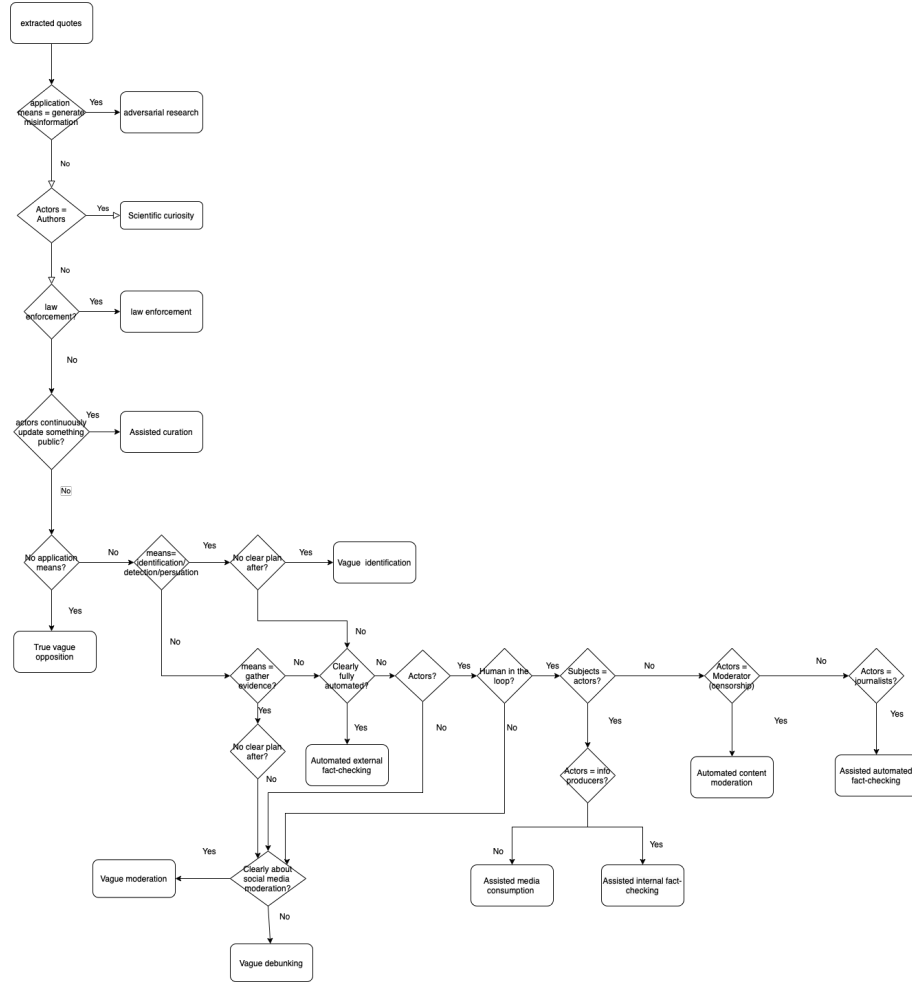 extracted quotes
application
means = generate
misinformation
Yes
adversarial research
No
Actors =
Authors
Yes
Scientific curiosity
No
law
enforcement?
Yes
law enforcement
No
actors continuously
update something
public?
Yes
Assisted curation
No
No application
means?
No
means=
identification/
detection/persuation
Yes
No clear plan
after?
Yes
Vague identification
Yes
True vague
opposition
No
No
means =
gather
evidence?
No
Clearly
fully
automated?
No
Actors?
Yes
Human in the
loop?
Yes
Subjects =
actors?
No
Actors =
Moderator
(censorship)
No
Actors =
journalists?
Yes
No clear plan
after?
No
Yes
Automated external
fact-checking
No
No
Yes
Actors = info
producers?
Yes
Automated content
moderation
Yes
Assisted automated
fact-checking
Yes
Vague moderation
Clearly about
social media
moderation?
No
Vague debunking
No
Assisted media
consumption
Yes
Assisted internal fact-
checking